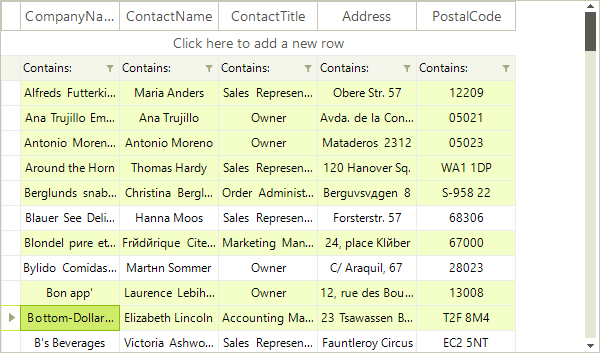 CompanyNa... ContactName ContactTitle Address PostalCode
Click here to add a new row
Contains: Contains: Contains: Contains: Contains:
Alfreds Futterki... Maria Anders Sales Represen... Obere Str. 57 12209
Ana Trujillo Em... Ana Trujillo Owner Avda. de la Con... 05021
Antonio Moren... Antonio Moreno Owner Mataderos 2312 05023
Around the Horn Thomas Hardy Sales Represen... 120 Hanover Sq. WA1 1DP
Berglunds snab... Christina Bergl... Order Administ... Berguvsvдgen 8 S-958 22
Blauer See Deli... Hanna Moos Sales Represen... Forsterstr. 57 68306
Blondel pиre et... Frйdйrique Cite... Marketing Man... 24, place Klйber 67000
Bylido Comidas... Martнn Sommer Owner C/ Araquil, 67 28023
Bon app' Laurence Lebih... Owner 12, rue des Bou... 13008
Bottom-Dollar... Elizabeth Lincoln Accounting Ma... 23 Tsawassen B... T2F 8M4
B's Beverages Victoria Ashwo... Sales Represen... Fauntleroy Circus EC2 5NT